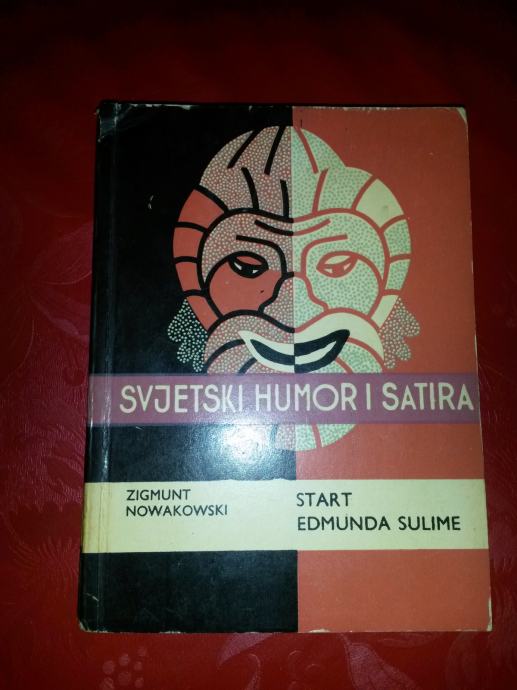 SVJETSKI HUMOR I SATIRA
ZIGMUNT
NOWAKOWSKI
START
EDMUNDA SULIME